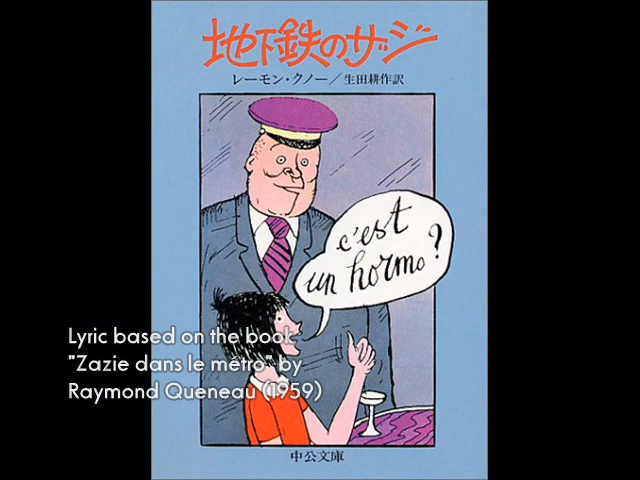 地下鉄のザジ
レーモン・クノー／生田耕作訳
c'est
un hormo?
Lyric based on the book
"Zazie dans le métro" by
Raymond Queneau (1959)
中公文庫